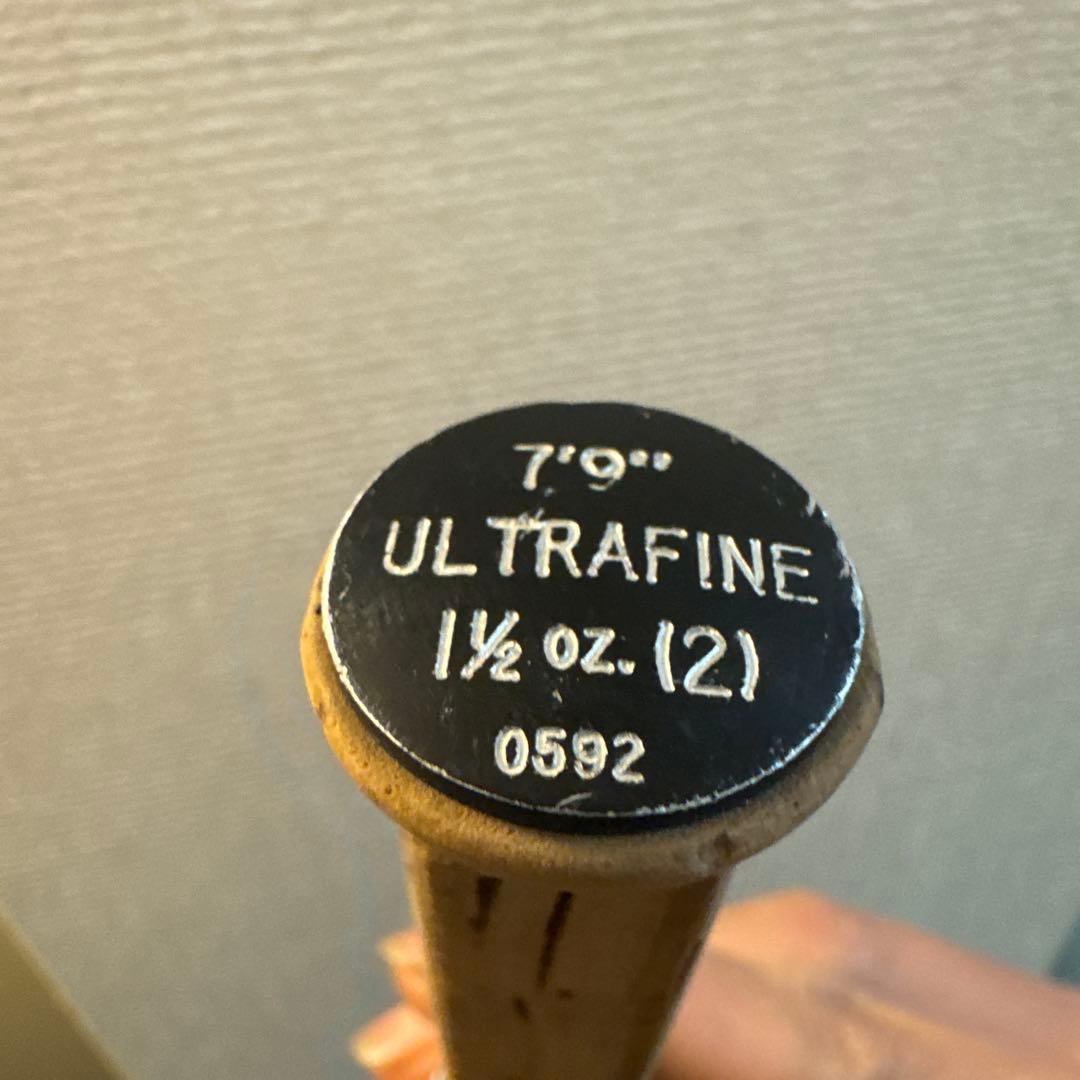 7'9"
ULTRAFINE
1½ oz. (2)
0592